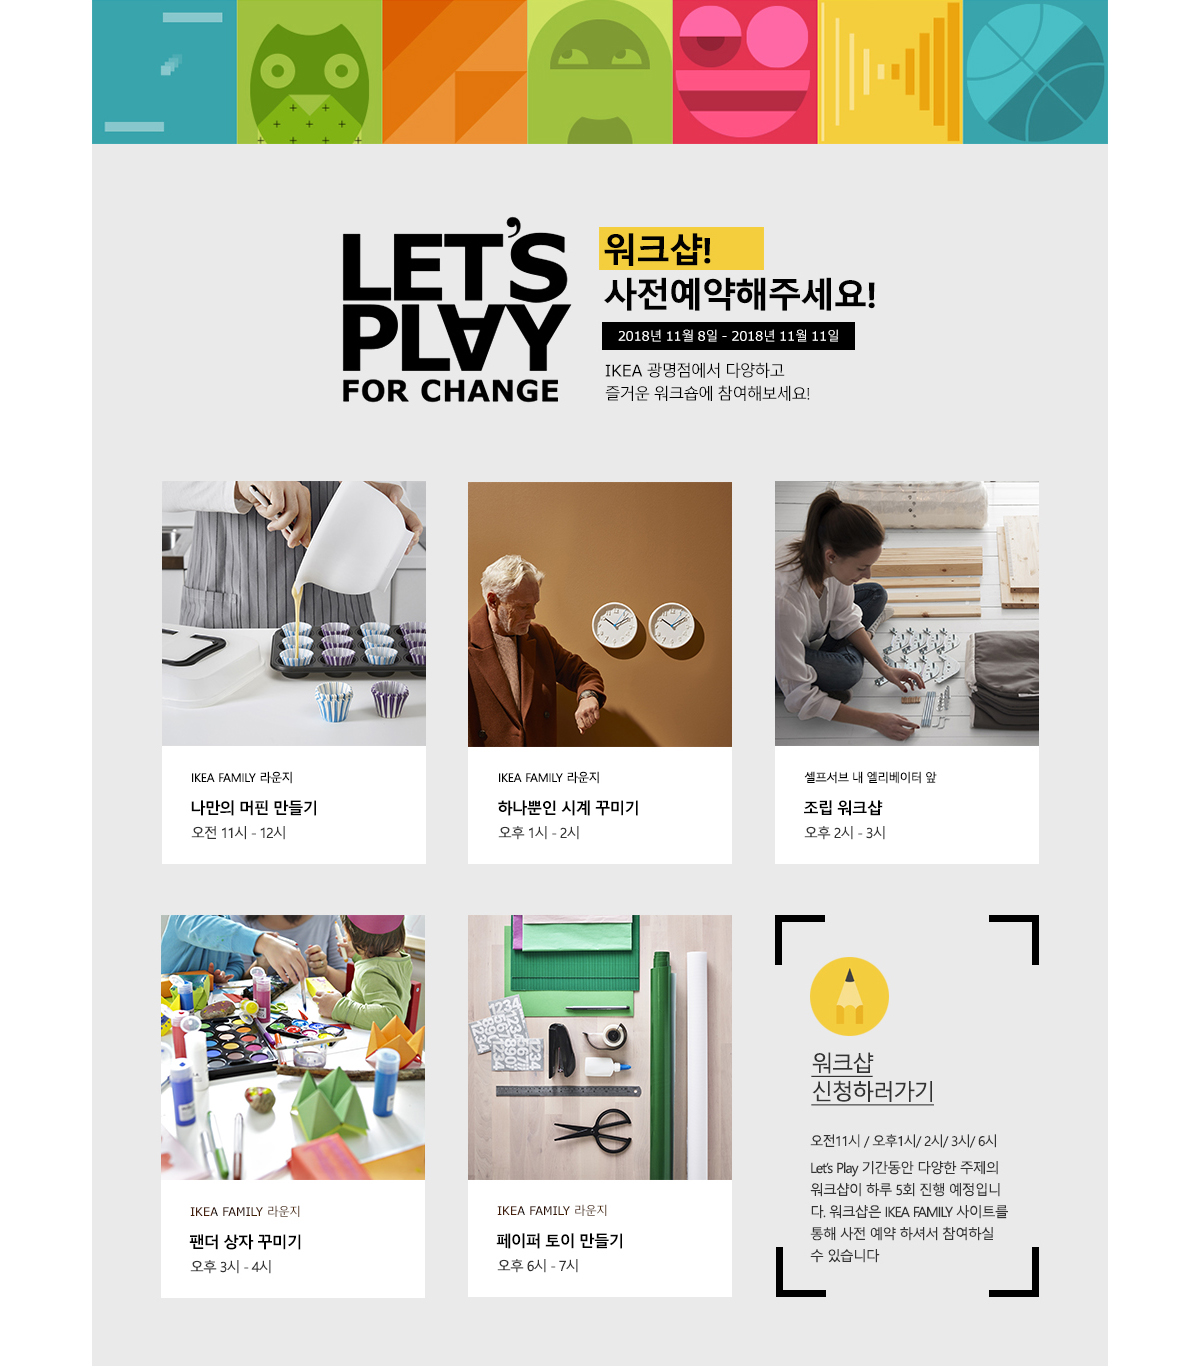 LET'S
PLAY
FOR CHANGE
워크샵!
사전예약해주세요!
2018년 11월 8일 - 2018년 11월 11일
IKEA 광명점에서 다양하고
즐거운 워크숍에 참여해보세요!
IKEA FAMILY 라운지
나만의 머핀 만들기
오전 11시 - 12시
IKEA FAMILY 라운지
하나뿐인 시계 꾸미기
오후 1시 - 2시
셀프서브 내 엘리베이터 앞
조립 워크샵
오후 2시 - 3시
IKEA FAMILY 라운지
팬더 상자 꾸미기
오후 3시 - 4시
IKEA FAMILY 라운지
페이퍼 토이 만들기
오후 6시 - 7시
워크샵
신청하러가기
오전11시 / 오후1시/ 2시/ 3시/ 6시
Let's Play 기간동안 다양한 주제의
워크샵이 하루 5회 진행 예정입니
다. 워크샵은 IKEA FAMILY 사이트를
통해 사전 예약 하셔서 참여하실
수 있습니다